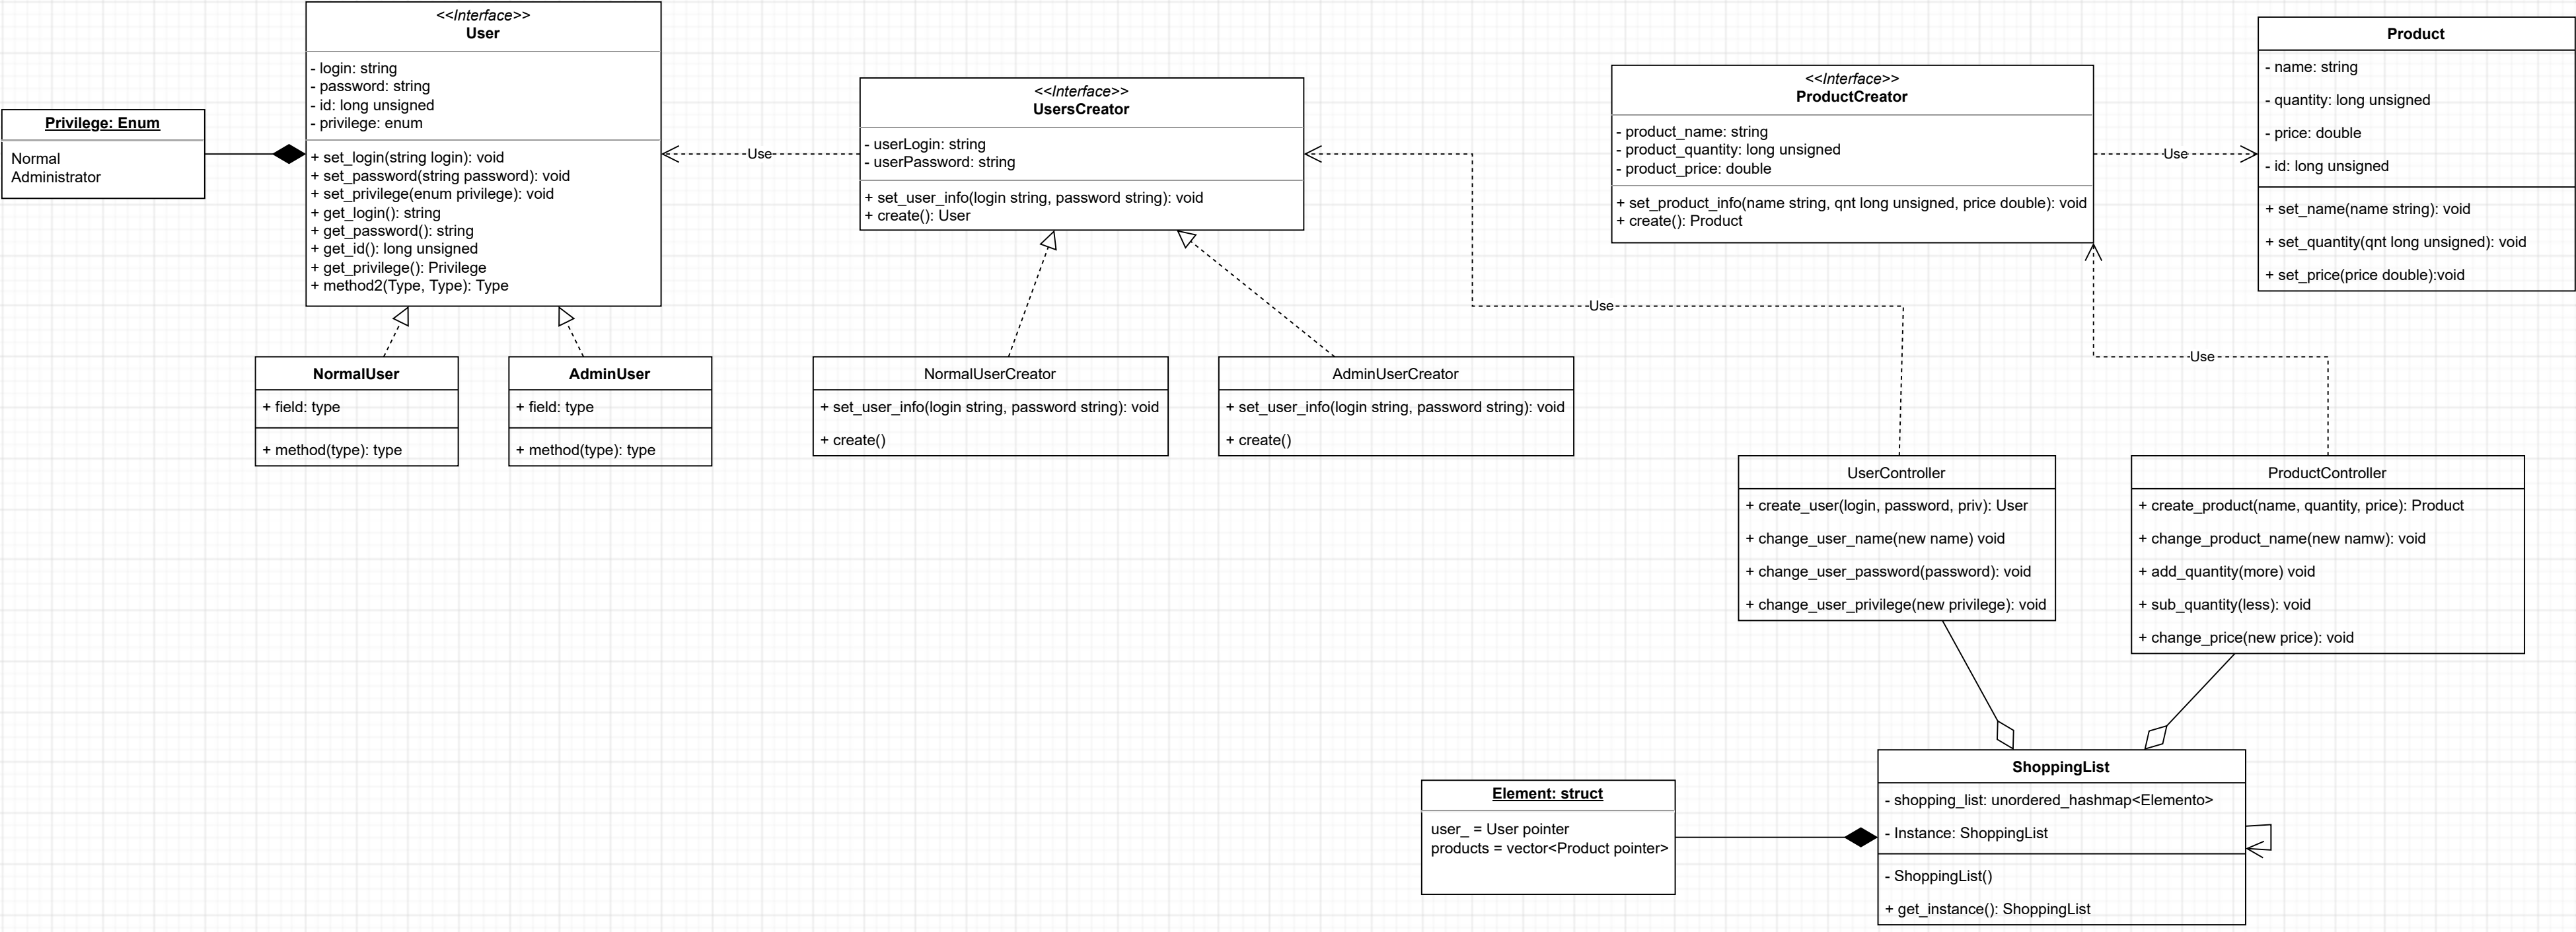 <<Interface>>
User
- login: string
- password: string
- id: long unsigned
- privilege: enum
+ set_login(string login): void
+ set_password(string password): void
+ set_privilege(enum privilege): void
+ get_login(): string
+ get_password(): string
+ get_id(): long unsigned
+ get_privilege(): Privilege
+ method2(Type, Type): Type
Privilege: Enum
Normal
Administrator
NormalUser
+ field: type
+ method(type): type
AdminUser
+ field: type
+ method(type): type
Use
<<Interface>>
UsersCreator
- userLogin: string
- userPassword: string
+ set_user_info(login string, password string): void
+ create(): User
NormalUserCreator
+ set_user_info(login string, password string): void
+ create()
AdminUserCreator
+ set_user_info(login string, password string): void
+ create()
Use
<<Interface>>
ProductCreator
- product_name: string
- product_quantity: long unsigned
- product_price: double
+ set_product_info(name string, qnt long unsigned, price double): void
+ create(): Product
Use
Product
- name: string
- quantity: long unsigned
- price: double
- id: long unsigned
+ set_name(name string): void
+ set_quantity(qnt long unsigned): void
+ set_price(price double):void
Use
UserController
+ create_user(login, password, priv): User
+ change_user_name(new name) void
+ change_user_password(password): void
+ change_user_privilege(new privilege): void
ProductController
+ create_product(name, quantity, price): Product
+ change_product_name(new namw): void
+ add_quantity(more) void
+ sub_quantity(less): void
+ change_price(new price): void
Element: struct
user_ = User pointer
products = vector<Product pointer>
ShoppingList
- shopping_list: unordered_hashmap<Elemento>
- Instance: ShoppingList
- ShoppingList()
+ get_instance(): ShoppingList